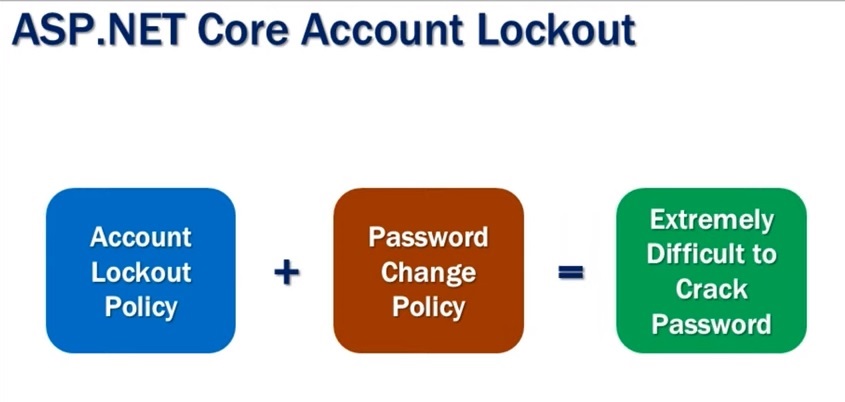 ASP.NET Core Account Lockout
Account
Lockout
Policy
+
Password
Change
Policy
=
Extremely
Difficult to
Crack
Password